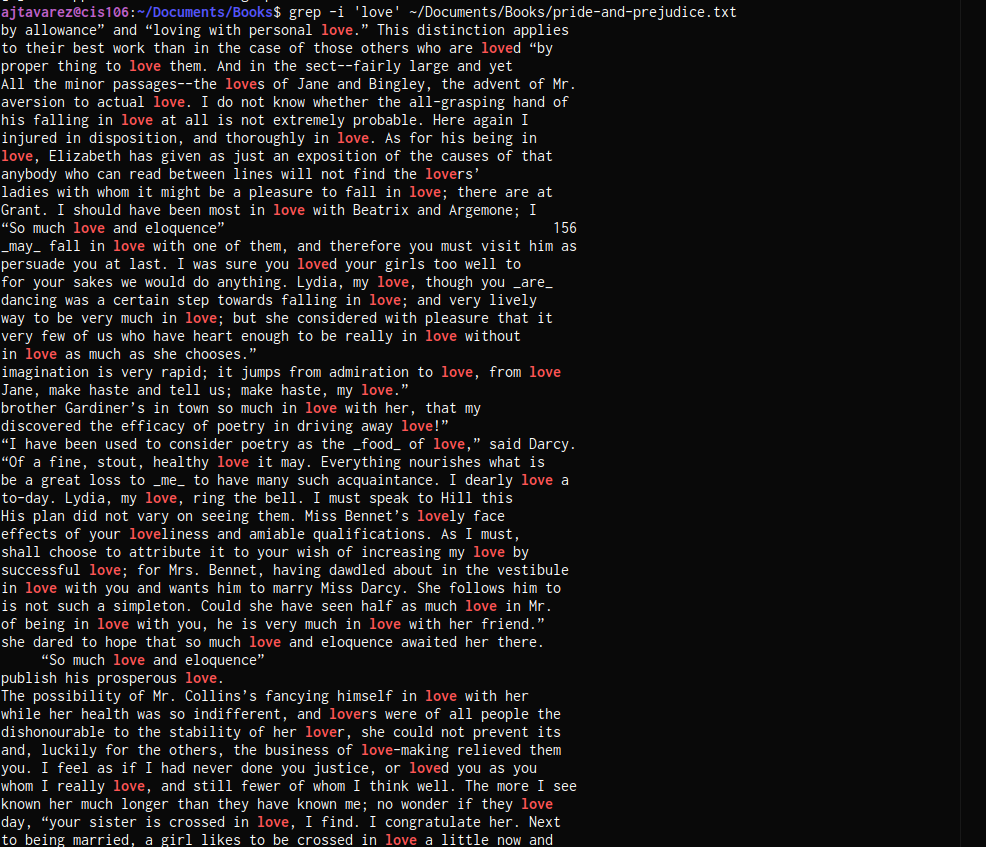 ajtavarez@cis106:~/Documents/Books$ grep -i 'love' ~/Documents/Books/pride-and-prejudice.txt
by allowance” and “loving with personal love.” This distinction applies
to their best work than in the case of those others who are loved “by
proper thing to love them. And in the sect--fairly large and yet
All the minor passages--the loves of Jane and Bingley, the advent of Mr.
aversion to actual love. I do not know whether the all-grasping hand of
his falling in love at all is not extremely probable. Here again I
injured in disposition, and thoroughly in love. As for his being in
love, Elizabeth has given as just an exposition of the causes of that
anybody who can read between lines will not find the lovers’
ladies with whom it might be a pleasure to fall in love; there are at
Grant. I should have been most in love with Beatrix and Argemone; I
“So much love and eloquence” 156
_may_ fall in love with one of them, and therefore you must visit him as
persuade you at last. I was sure you loved your girls too well to
for your sakes we would do anything. Lydia, my love, though you _are_
dancing was a certain step towards falling in love; and very lively
way to be very much in love; but she considered with pleasure that it
very few of us who have heart enough to be really in love without
in love as much as she chooses.”
imagination is very rapid; it jumps from admiration to love, from love
Jane, make haste and tell us; make haste, my love.”
brother Gardiner’s in town so much in love with her, that my
discovered the efficacy of poetry in driving away love!”
“I have been used to consider poetry as the _food_ of love,” said Darcy.
“Of a fine, stout, healthy love it may. Everything nourishes what is
be a great loss to _me_ to have many such acquaintance. I dearly love a
to-day. Lydia, my love, ring the bell. I must speak to Hill this
His plan did not vary on seeing them. Miss Bennet’s lovely face
effects of your loveliness and amiable qualifications. As I must,
shall choose to attribute it to your wish of increasing my love by
successful love; for Mrs. Bennet, having dawdled about in the vestibule
in love with you and wants him to marry Miss Darcy. She follows him to
is not such a simpleton. Could she have seen half as much love in Mr.
of being in love with you, he is very much in love with her friend.”
she dared to hope that so much love and eloquence awaited her there.
“So much love and eloquence”
publish his prosperous love.
The possibility of Mr. Collins’s fancying himself in love with her
while her health was so indifferent, and lovers were of all people the
dishonourable to the stability of her lover, she could not prevent its
and, luckily for the others, the business of love-making relieved them
you. I feel as if I had never done you justice, or loved you as you
whom I really love, and still fewer of whom I think well. The more I see
known her much longer than they have known me; no wonder if they love
day, “your sister is crossed in love, I find. I congratulate her. Next
to being married, a girl likes to be crossed in love a little now and